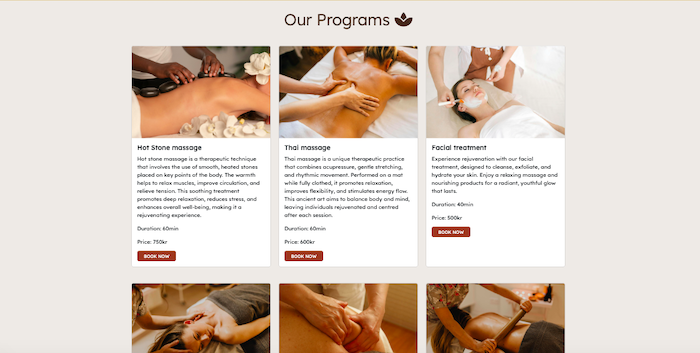 Our Programs
Hot Stone massage
Hot stone massage is a therapeutic technique
that involves the use of smooth, heated stones
placed on key points of the body. The warmth
helps to relax muscles, improve circulation, and
relieve tension. This soothing treatment
promotes deep relaxation, reduces stress, and
enhances overall well-being, making it a
rejuvenating experience.
Duration: 60min
Price: 750kr
BOOK NOW
Thai massage
Thai massage is a unique therapeutic practice
that combines acupressure, gentle stretching,
and rhythmic movement. Performed on a mat
while fully clothed, it promotes relaxation,
improves flexibility, and stimulates energy flow.
This ancient art aims to balance body and mind,
leaving individuals rejuvenated and centred
after each session.
Duration: 60min
Price: 600kr
BOOK NOW
Facial treatment
Experience rejuvenation with our facial
treatment, designed to cleanse, exfoliate, and
hydrate your skin. Enjoy a relaxing massage and
nourishing products for a radiant, youthful glow
that lasts.
Duration: 40min
Price: 500kr
BOOK NOW